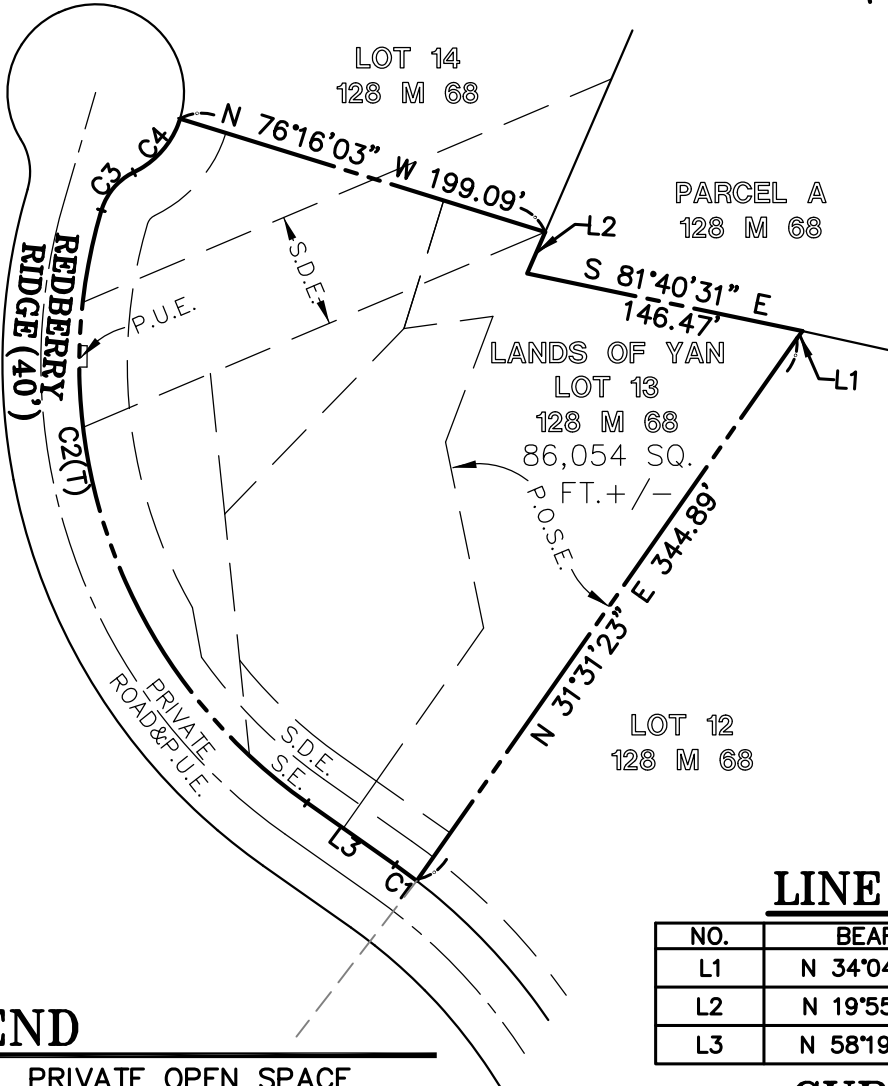 LOT 14
128 M 68
N 76°16'03" W 199.09'
C4
C3
L2
PARCEL A
128 M 68
S 81°40'31" E
146.47'
REDBERRY
RIDGE (40')
S.D.E.
P.U.E.
LANDS OF YAN
LOT 13
128 M 68
86,054 SQ.
FT.+/-
L1
C2(T)
P.O.S.E.
N 31°31'23" E 344.89'
PRIVATE
ROAD&P.U.E.
S.D.E.
S.E.
LOT 12
128 M 68
L3
C1
LINE
NO. BEAR
L1 N 34°04
L2 N 19°55
L3 N 58°19
END
PRIVATE OPEN SPACE